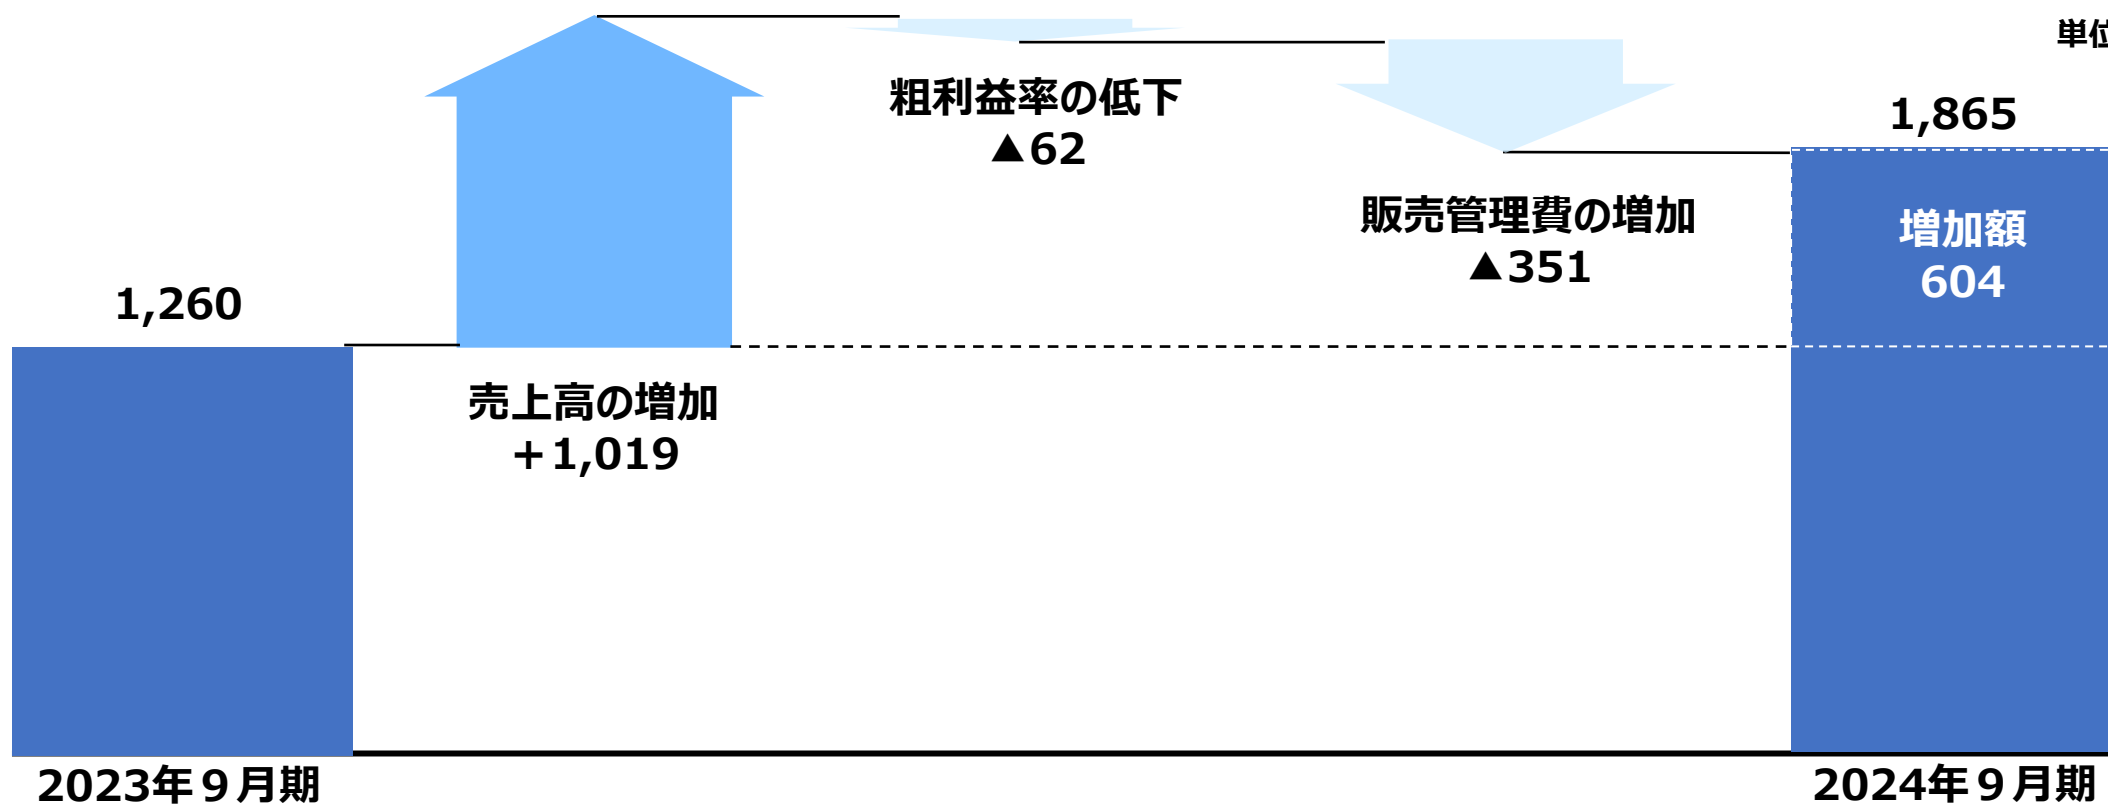 単位
粗利益率の低下
▲62
1,865
販売管理費の増加
▲351
増加額
604
1,260
売上高の増加
＋1,019
2023年９月期
2024年９月期